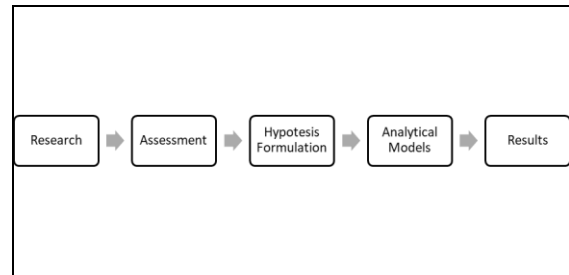 Research
Assessment
Hypotesis
Formulation
Analytical
Models
Results